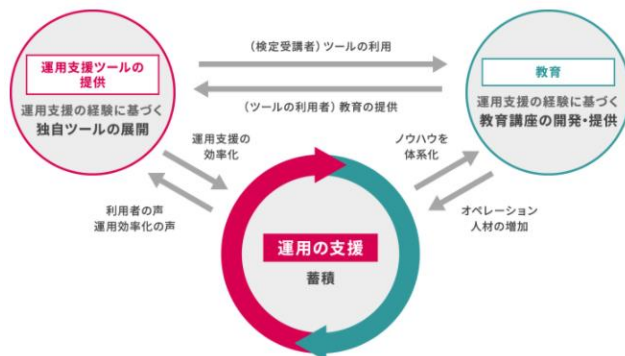 (検定受講者)ツールの利用
運用支援ツールの
提供
運用支援の経験に基づく
独自ツールの展開
教育
運用支援の経験に基づく
教育講座の開発・提供
(ツールの利用者)教育の提供
運用支援の
効率化
ノウハウを
体系化
利用者の声
運用効率化の声
オペレーション
人材の増加
運用の支援
蓄積